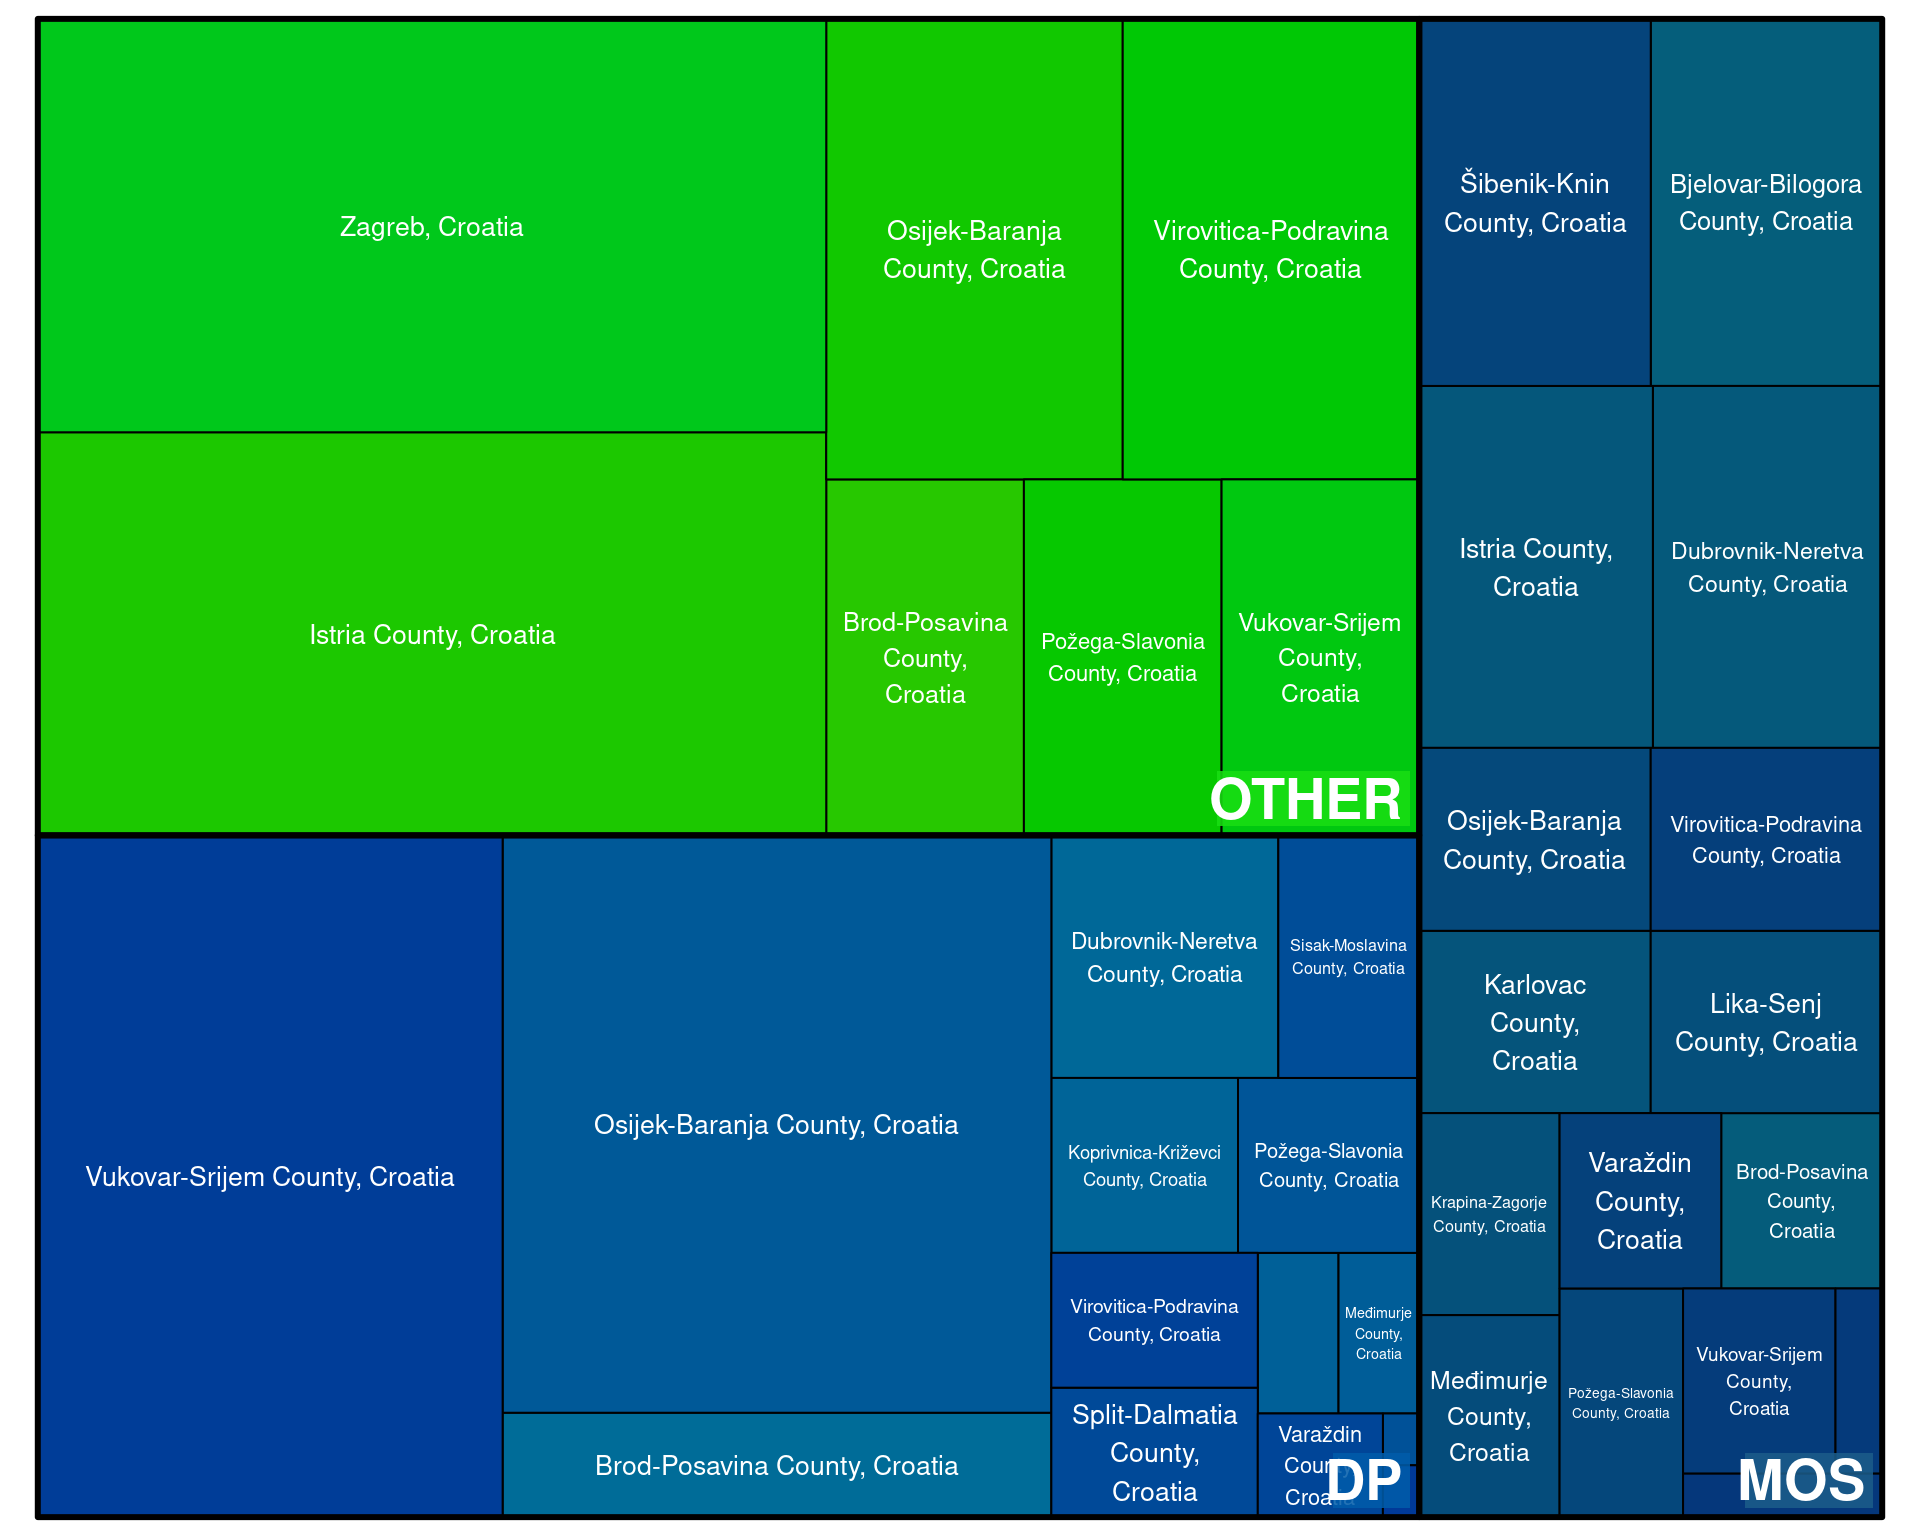 Zagreb, Croatia
Istria County, Croatia
Osijek-Baranja
County, Croatia
Virovitica-Podravina
County, Croatia
Brod-Posavina
County,
Croatia
Požega-Slavonia
County, Croatia
Vukovar-Srijem
County,
Croatia
OTHER
Vukovar-Srijem County, Croatia
Osijek-Baranja County, Croatia
Brod-Posavina County, Croatia
Dubrovnik-Neretva
County, Croatia
Sisak-Moslavina
County, Croatia
Koprivnica-Križevci
County, Croatia
Požega-Slavonia
County, Croatia
Virovitica-Podravina
County, Croatia
Međimurje
County,
Croatia
Split-Dalmatia
County,
Croatia
Varaždin
County,
Croatia
DP
Šibenik-Knin
County, Croatia
Bjelovar-Bilogora
County, Croatia
Istria County,
Croatia
Dubrovnik-Neretva
County, Croatia
Osijek-Baranja
County, Croatia
Virovitica-Podravina
County, Croatia
Karlovac
County,
Croatia
Lika-Senj
County, Croatia
Krapina-Zagorje
County, Croatia
Varaždin
County,
Croatia
Brod-Posavina
County,
Croatia
Međimurje
County,
Croatia
Požega-Slavonia
County, Croatia
Vukovar-Srijem
County,
Croatia
MOS